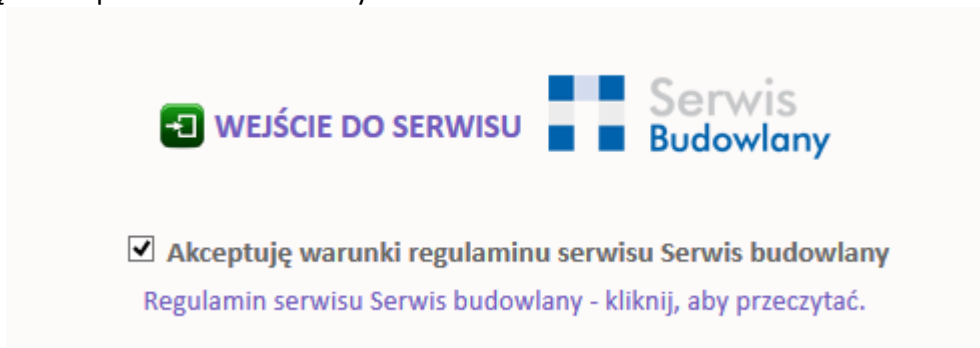 WEJŚCIE DO SERWISU
Serwis
Budowlany
Akceptuję warunki regulaminu serwisu Serwis budowlany
Regulamin serwisu Serwis budowlany - kliknij, aby przeczytać.